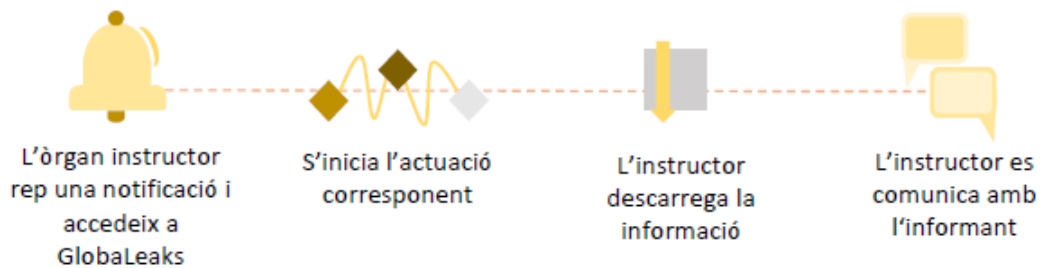 L'òrgan instructor
rep una notificació i
accedeix a
GlobaLeaks
S'inicia l'actuació
corresponent
L'instructor
descarrega la
informació
L'instructor es
comunica amb
l'informant